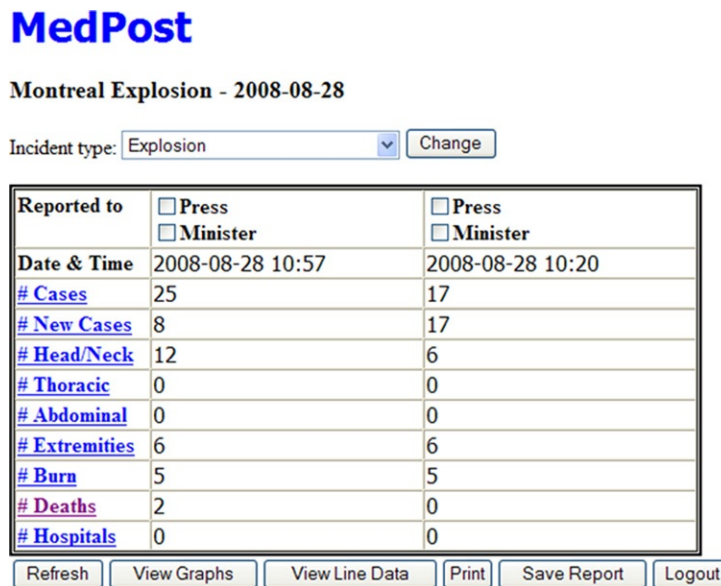 MedPost
Montreal Explosion - 2008-08-28
Incident type: Explosion Change
Reported to Press Press
Minister Minister
Date & Time 2008-08-28 10:57 2008-08-28 10:20
# Cases 25 17
# New Cases 8 17
# Head/Neck 12 6
# Thoracic 0 0
# Abdominal 0 0
# Extremities 6 6
# Burn 5 5
# Deaths 2 0
# Hospitals 0 0
Refresh View Graphs View Line Data Print Save Report Logout